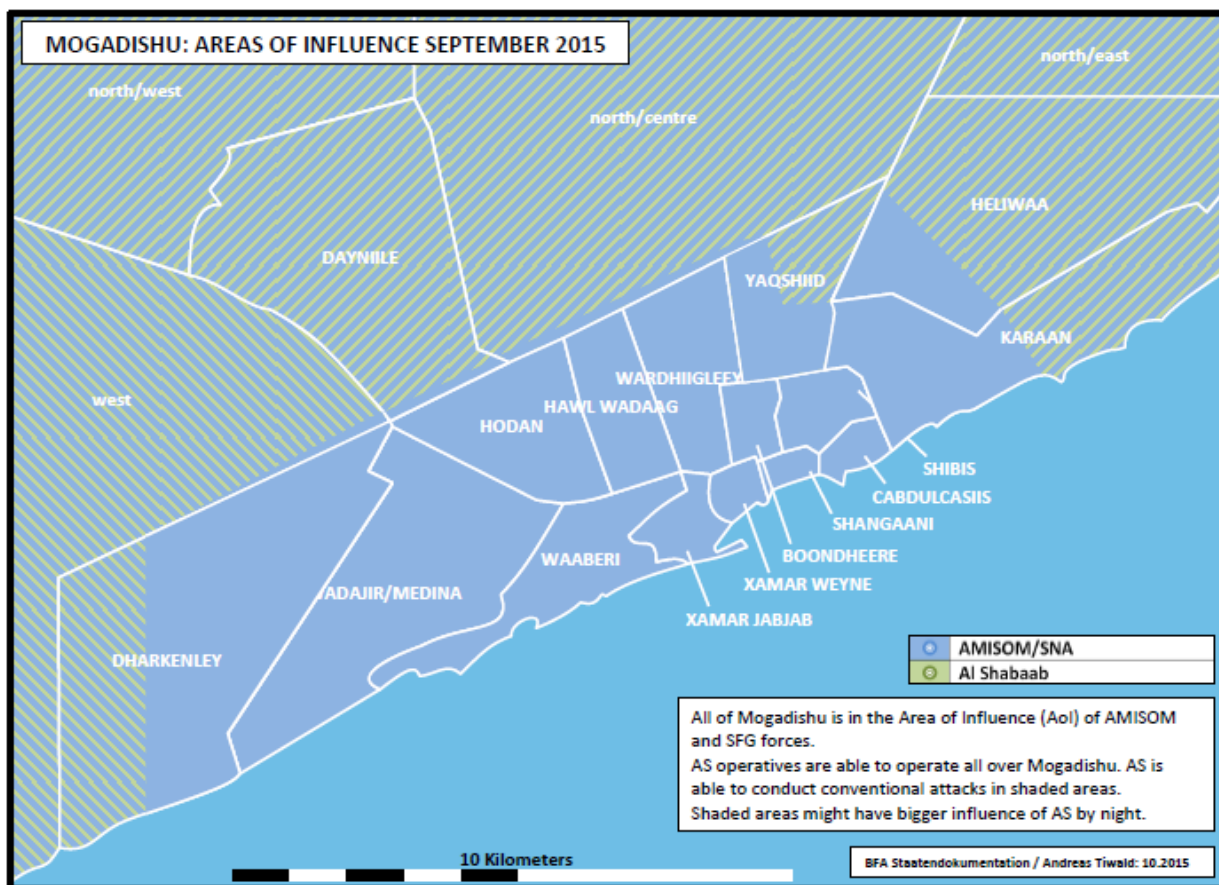 MOGADISHU: AREAS OF INFLUENCE SEPTEMBER 2015
north/west
north/centre
north/east
HELIWAA
DAYNIILE
YAQSHIID
KARAAN
west
WARDHIIGLEEY
HAWL WADAAG
HODAN
SHIBIS
CABDULCASIIS
SHANGAANI
BOONDHEERE
WAABERI
XAMAR WEYNE
/ADAJIR/MEDINA
XAMAR JABJAB
DHARKENLEY
AMISOM/SNA
Al Shabaab
All of Mogadishu is in the Area of Influence (AoI) of AMISOM
and SFG forces.
AS operatives are able to operate all over Mogadishu. AS is
able to conduct conventional attacks in shaded areas.
Shaded areas might have bigger influence of AS by night.
10 Kilometers
BFA Staatendokumentation / Andreas Tiwald: 10.2015